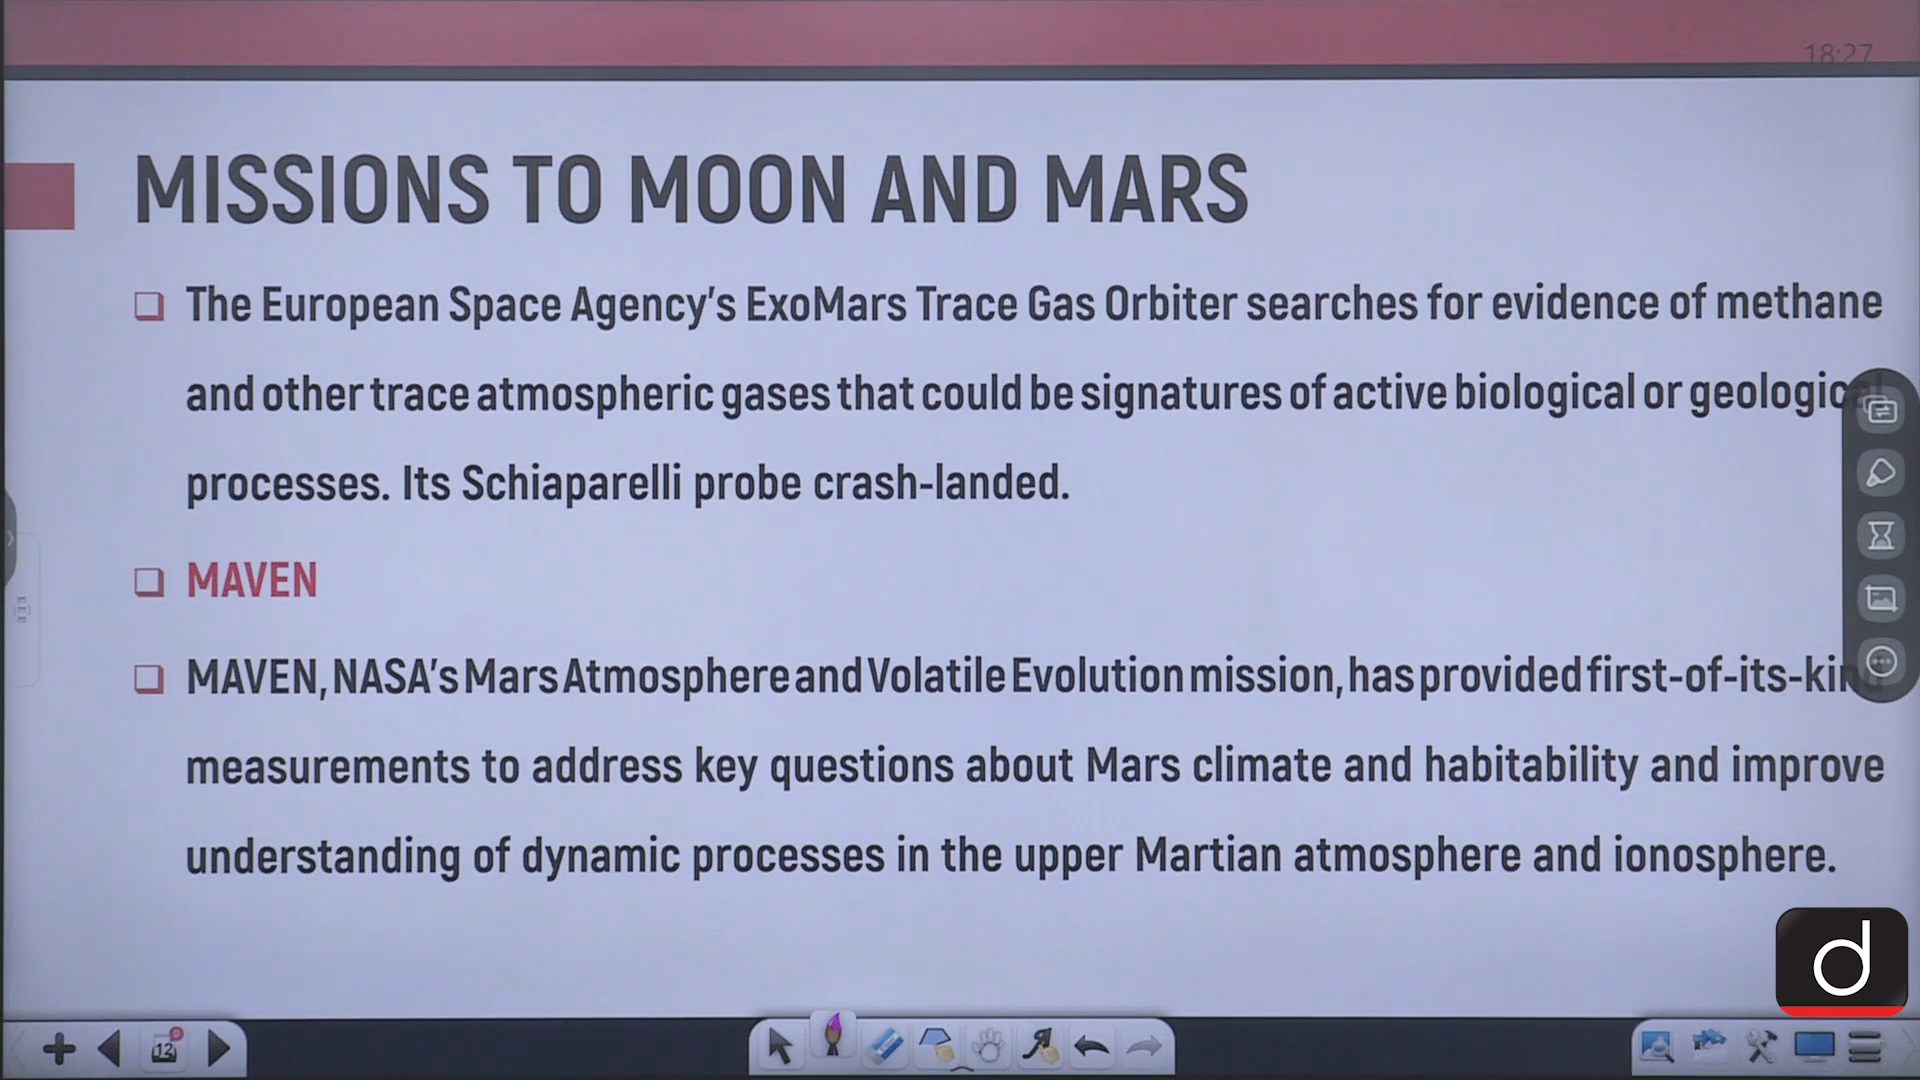 18:27
MISSIONS TO MOON AND MARS
❑ The European Space Agency's ExoMars Trace Gas Orbiter searches for evidence of methane
and other trace atmospheric gases that could be signatures of active biological or geological
processes. Its Schiaparelli probe crash-landed.
❑ MAVEN
❑ MAVEN, NASA's Mars Atmosphere and Volatile Evolution mission, has provided first-of-its-kind
measurements to address key questions about Mars climate and habitability and improve
understanding of dynamic processes in the upper Martian atmosphere and ionosphere.
d
12